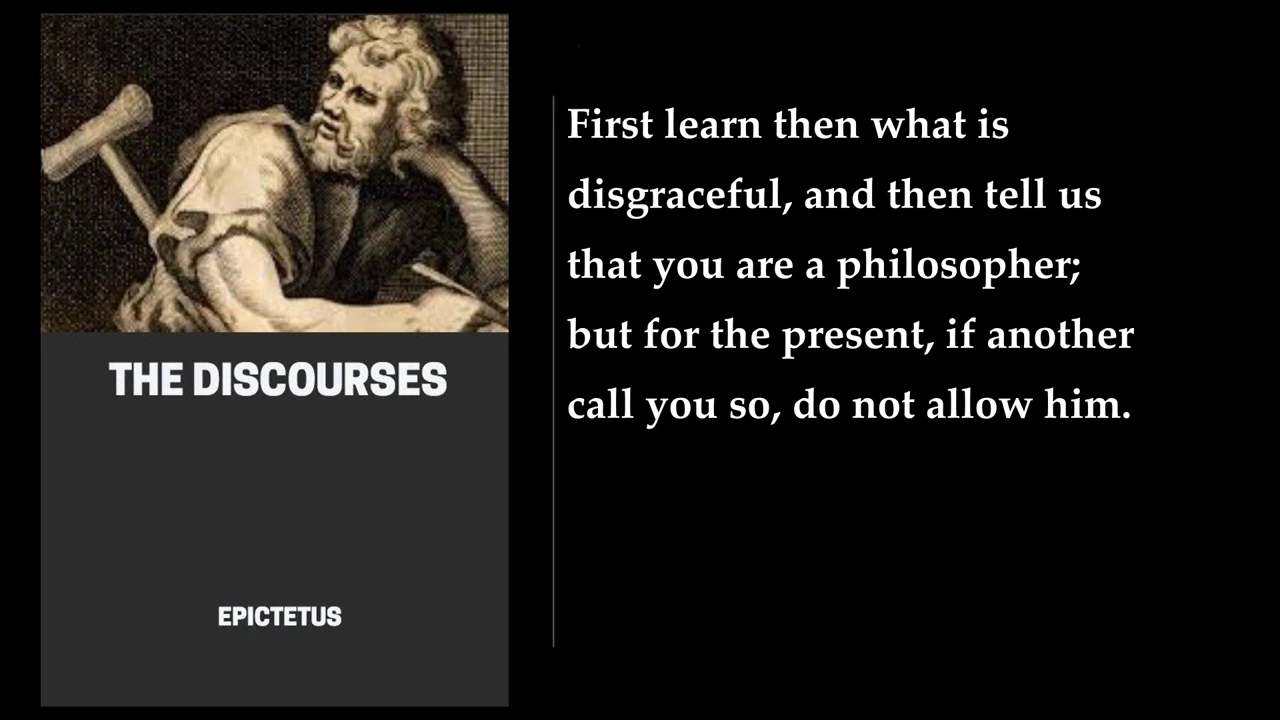 THE DISCOURSES
EPICTETUS
First learn then what is
disgraceful, and then tell us
that you are a philosopher;
but for the present, if another
call you so, do not allow him.